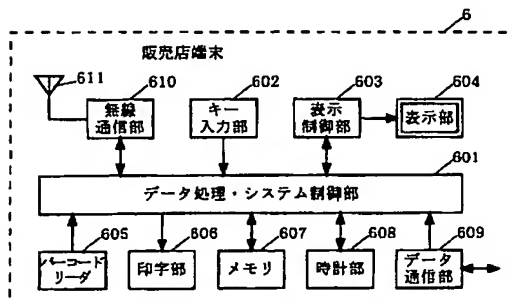 6
販売店端末
611
610
602
603
604
無線
通信部
キー
入力部
表示
制御部
表示部
601
データ処理・システム制御部
605
606
607
608
609
バーコード
リーダ
印字部
メモリ
時計部
データ
通信部